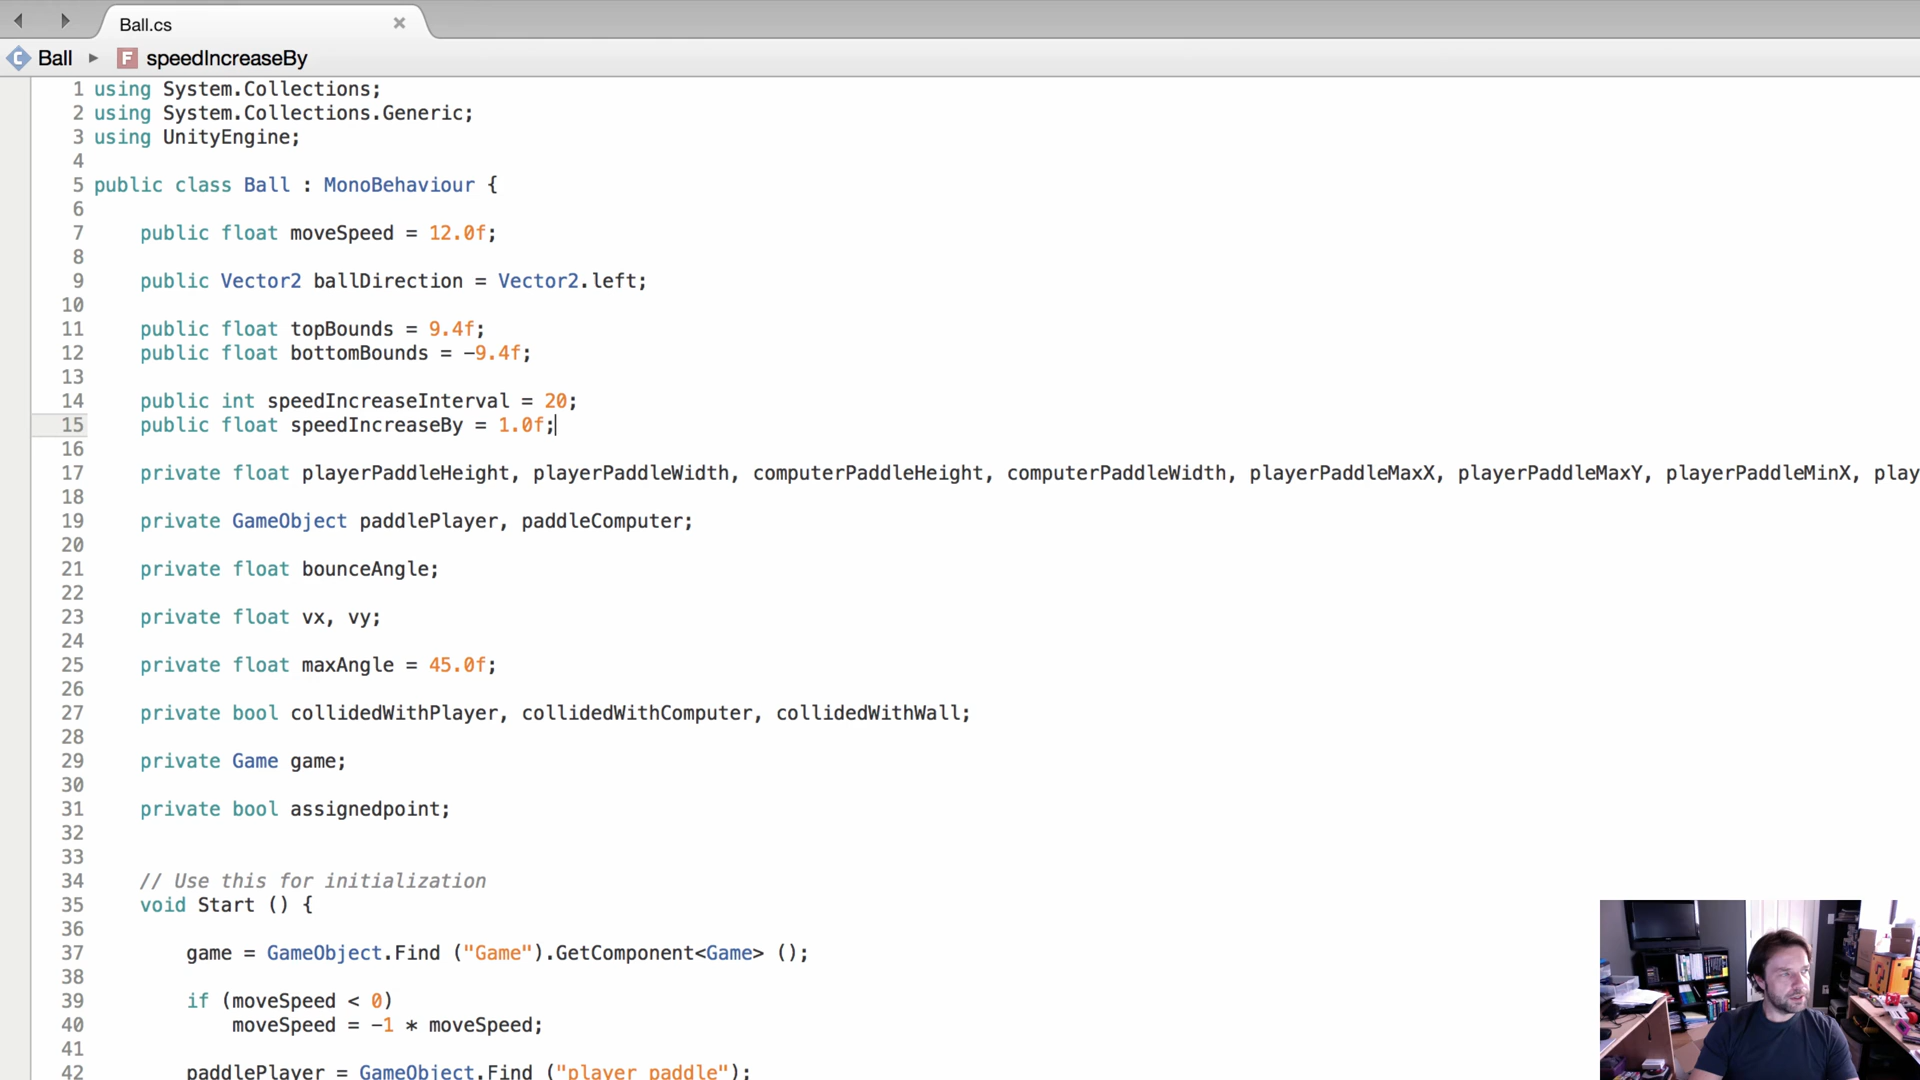 Ball.cs
Ball ▸ F speedIncreaseBy
1 using System.Collections;
2 using System.Collections.Generic;
3 using UnityEngine;
4
5 public class Ball : MonoBehaviour {
6
7 public float moveSpeed = 12.0f;
8
9 public Vector2 ballDirection = Vector2.left;
10
11 public float topBounds = 9.4f;
12 public float bottomBounds = -9.4f;
13
14 public int speedIncreaseInterval = 20;
15 public float speedIncreaseBy = 1.0f;
16
17 private float playerPaddleHeight, playerPaddleWidth, computerPaddleHeight, computerPaddleWidth, playerPaddleMaxX, playerPaddleMaxY, playerPaddleMinX, play
18
19 private GameObject paddlePlayer, paddleComputer;
20
21 private float bounceAngle;
22
23 private float vx, vy;
24
25 private float maxAngle = 45.0f;
26
27 private bool collidedWithPlayer, collidedWithComputer, collidedWithWall;
28
29 private Game game;
30
31 private bool assignedpoint;
32
33
34 // Use this for initialization
35 void Start () {
36
37 game = GameObject.Find ("Game").GetComponent<Game> ();
38
39 if (moveSpeed < 0)
40 moveSpeed = -1 * moveSpeed;
41
42 paddlePlayer = GameObject.Find ("player_paddle");